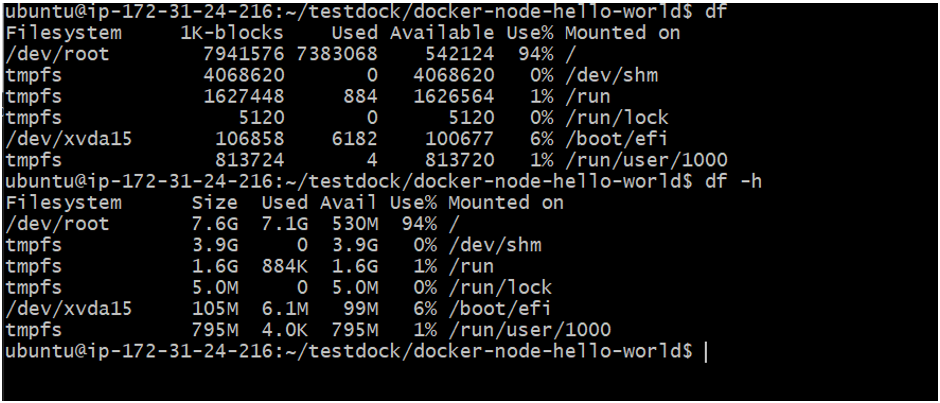 ubuntu@ip-172-31-24-216:~/testdock/docker-node-hello-world$ df
Filesystem     1K-blocks    Used Available Use% Mounted on
/dev/root        7941576 7383068    542124  94% /
tmpfs            4068620       0   4068620   0% /dev/shm
tmpfs            1627448     884   1626564   1% /run
tmpfs               5120       0      5120   0% /run/lock
/dev/xvda15       106858    6182    100677   6% /boot/efi
tmpfs             813724       4    813720   1% /run/user/1000
ubuntu@ip-172-31-24-216:~/testdock/docker-node-hello-world$ df -h
Filesystem      Size  Used Avail Use% Mounted on
/dev/root       7.6G  7.1G  530M  94% /
tmpfs           3.9G     0  3.9G   0% /dev/shm
tmpfs           1.6G  884K  1.6G   1% /run
tmpfs           5.0M     0  5.0M   0% /run/lock
/dev/xvda15     105M  6.1M   99M   6% /boot/efi
tmpfs           795M  4.0K  795M   1% /run/user/1000
ubuntu@ip-172-31-24-216:~/testdock/docker-node-hello-world$